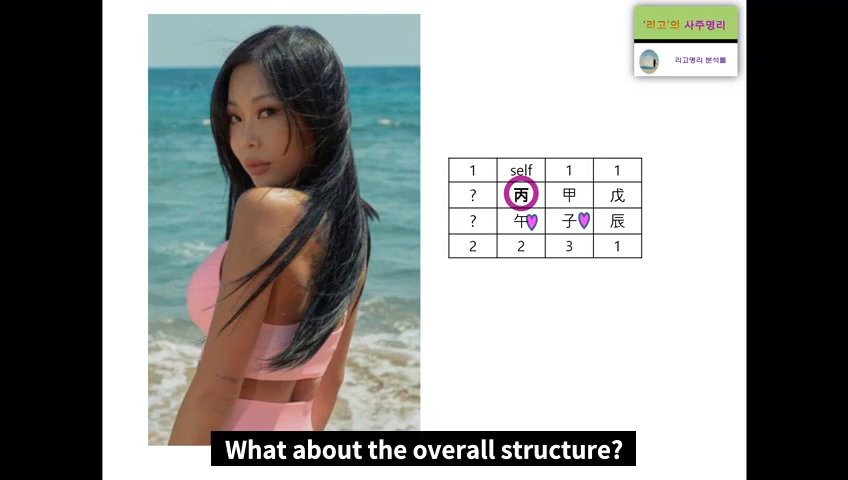 '리고'의 사주명리
리고명리 분석툴
1 self 1 1
? 丙 甲 戊
? 午 子 辰
2 2 3 1
What about the overall structure?